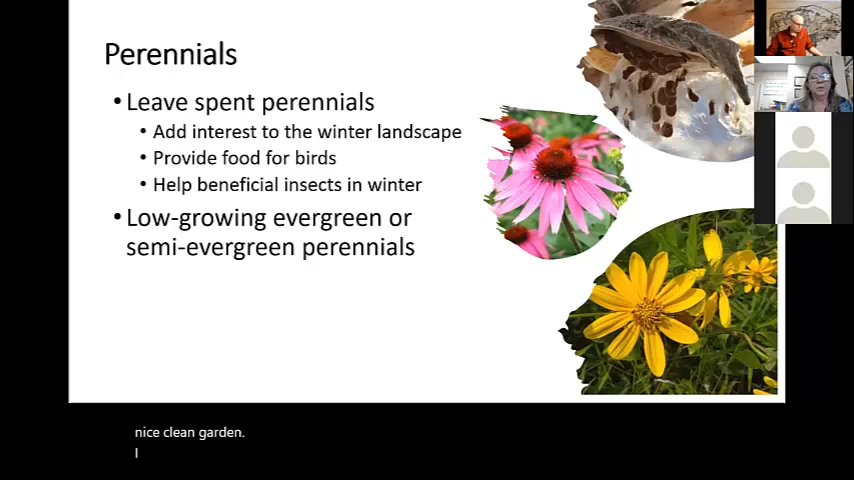 Perennials
• Leave spent perennials
• Add interest to the winter landscape
• Provide food for birds
• Help beneficial insects in winter
• Low-growing evergreen or
semi-evergreen perennials
nice clean garden.
I